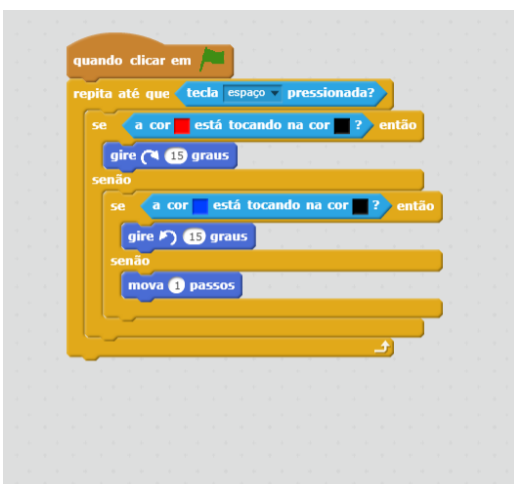 quando clicar em
repita até que tecla espaço pressionada?
se a cor está tocando na cor ? então
gire 15 graus
senão
se a cor está tocando na cor ? então
gire 15 graus
senão
mova 1 passos